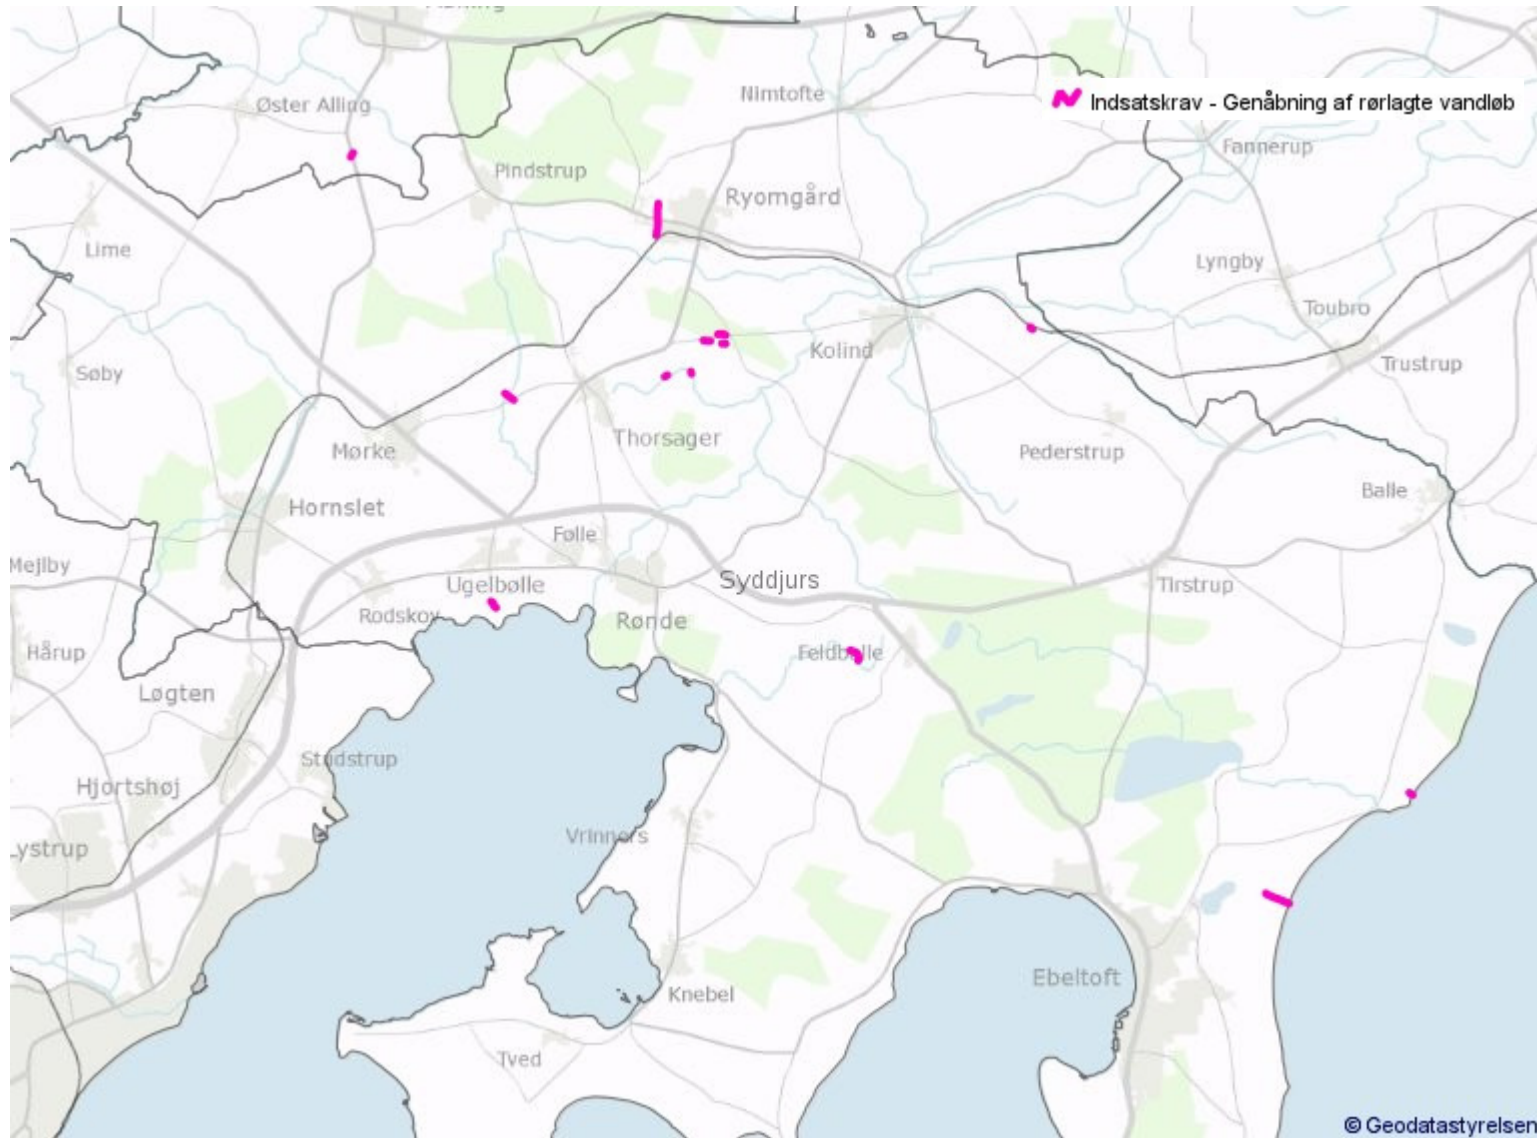 Nimtofte
Indsatskrav - Genåbning af rørlagte vandløb
Øster Alling
Fannerup
Pindstrup
Ryomgård
Lime
Lyngby
Toubro
Kolind
Trustrup
Søby
Thorsager
Mørke
Pederstrup
Balle
Hornslet
Følle
Mejlby
Syddjurs
Ugelbølle
Tirstrup
Rodskov
Rønde
Hårup
Feldballe
Løgten
Studstrup
Hjortshøj
Vrinners
ystrup
Ebeltoft
Knebel
Tved
© Geodatastyrelsen